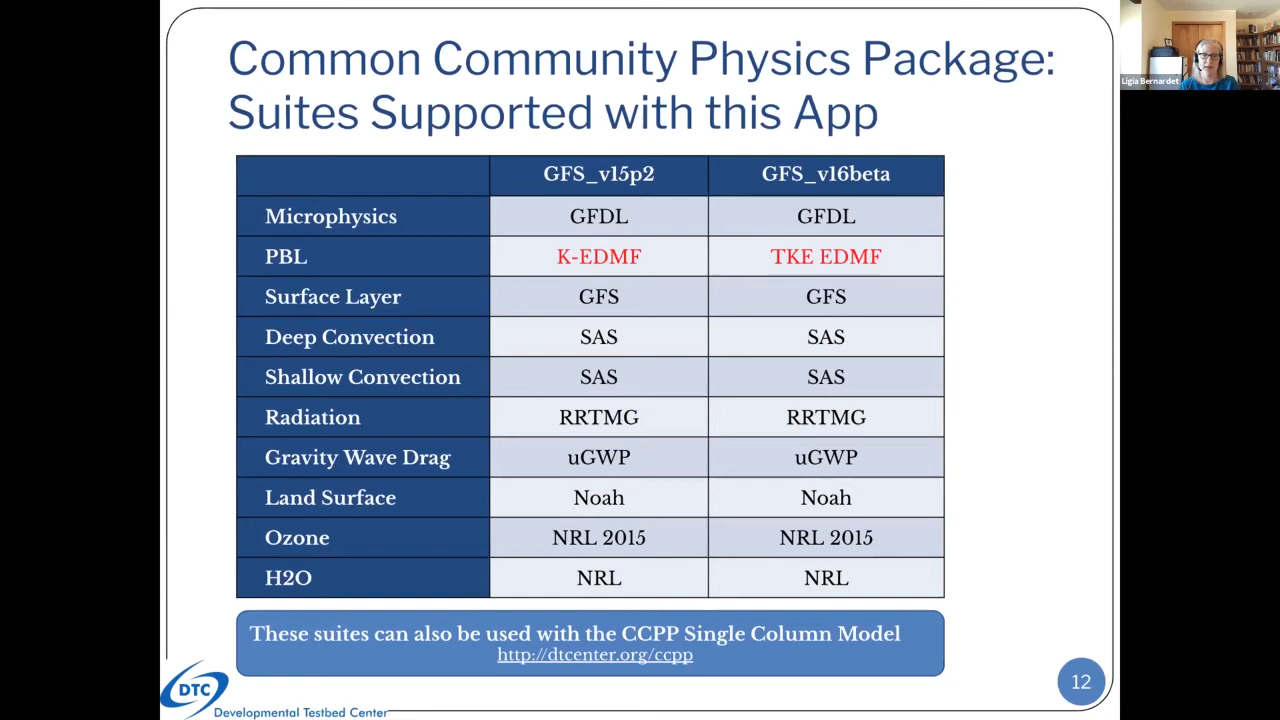 Common Community Physics Package:
Suites Supported with this App
Ligia Bernardet
GFS_v15p2 GFS_v16beta
Microphysics GFDL GFDL
PBL K-EDMF TKE EDMF
Surface Layer GFS GFS
Deep Convection SAS SAS
Shallow Convection SAS SAS
Radiation RRTMG RRTMG
Gravity Wave Drag uGWP uGWP
Land Surface Noah Noah
Ozone NRL 2015 NRL 2015
H2O NRL NRL
These suites can also be used with the CCPP Single Column Model
http://dtcenter.org/ccpp
DTC
Developmental Testbed Center
12